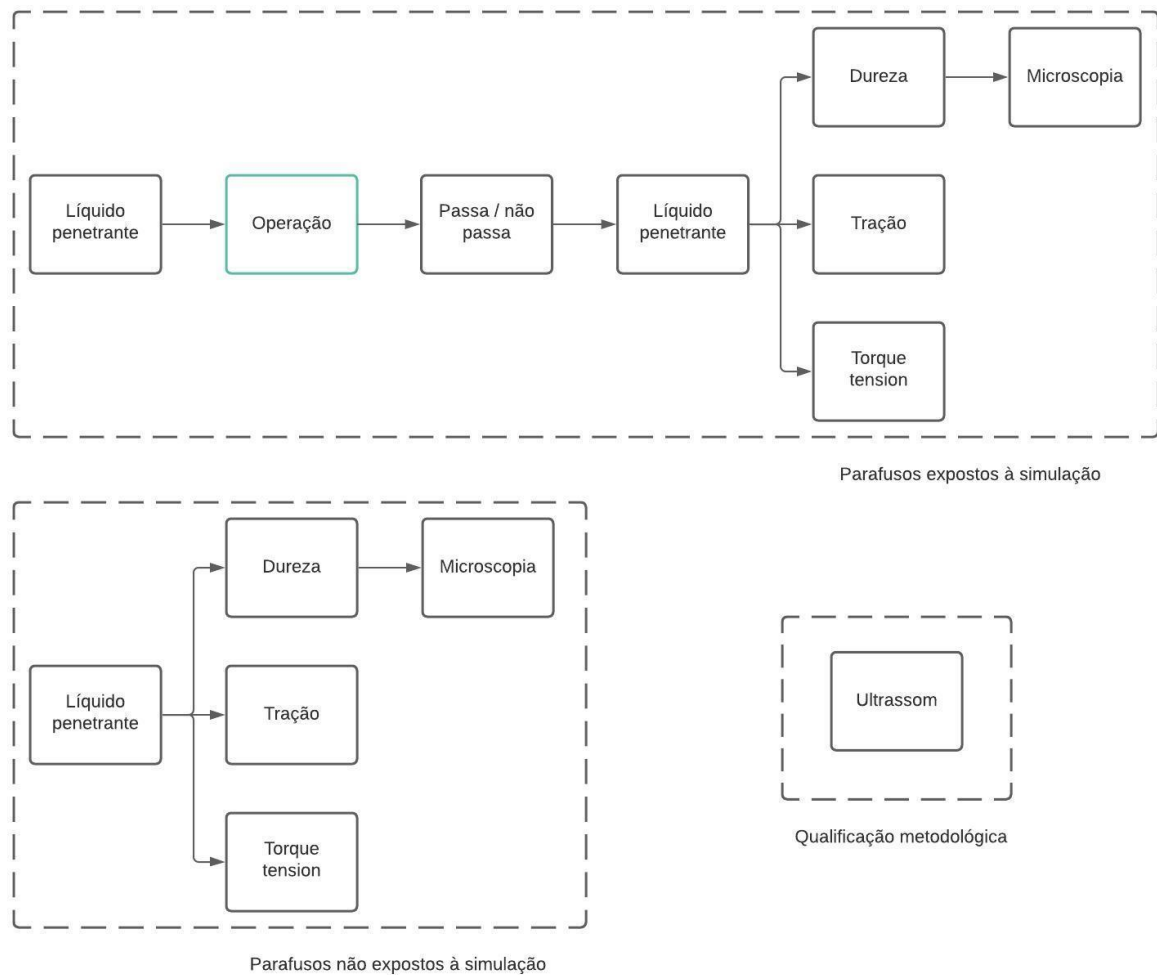 Dureza
Microscopia
Líquido
penetrante
Operação
Passa / não
passa
Líquido
penetrante
Tração
Torque
tension
Parafusos expostos à simulação
Dureza
Microscopia
Líquido
penetrante
Tração
Torque
tension
Parafusos não expostos à simulação
Ultrassom
Qualificação metodológica